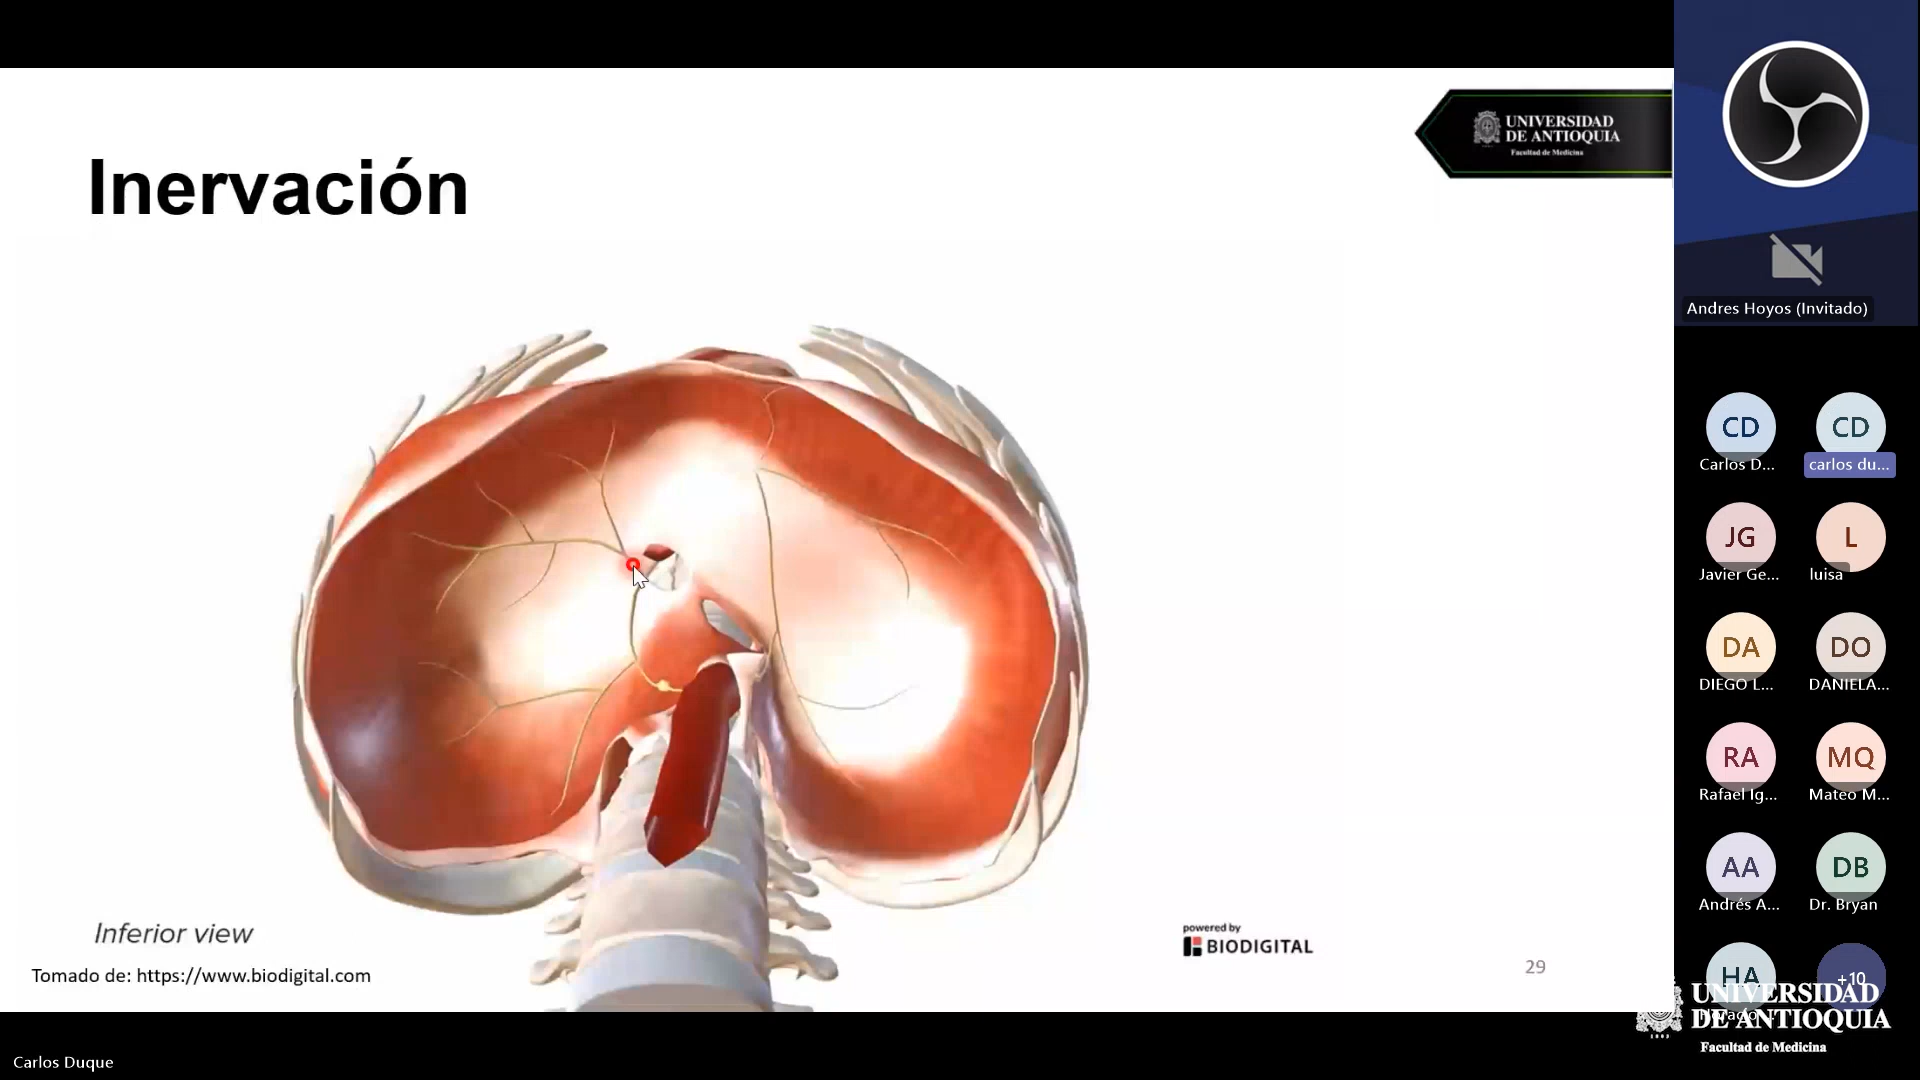 Inervación
UNIVERSIDAD
DE ANTIOQUIA
Facultad de Medicina
Inferior view
Tomado de: https://www.biodigital.com
powered by
BIODIGITAL
29
Andres Hoyos (Invitado)
CD
Carlos D...
CD
carlos du...
JG
Javier Ge...
L
luisa
DA
DIEGO L...
DO
DANIELA...
RA
Rafael Ig...
MQ
Mateo M...
AA
Andrés A...
DB
Dr. Bryan
HA
+10
UNIVERSIDAD
DE ANTIOQUIA
Facultad de Medicina
1803
Carlos Duque